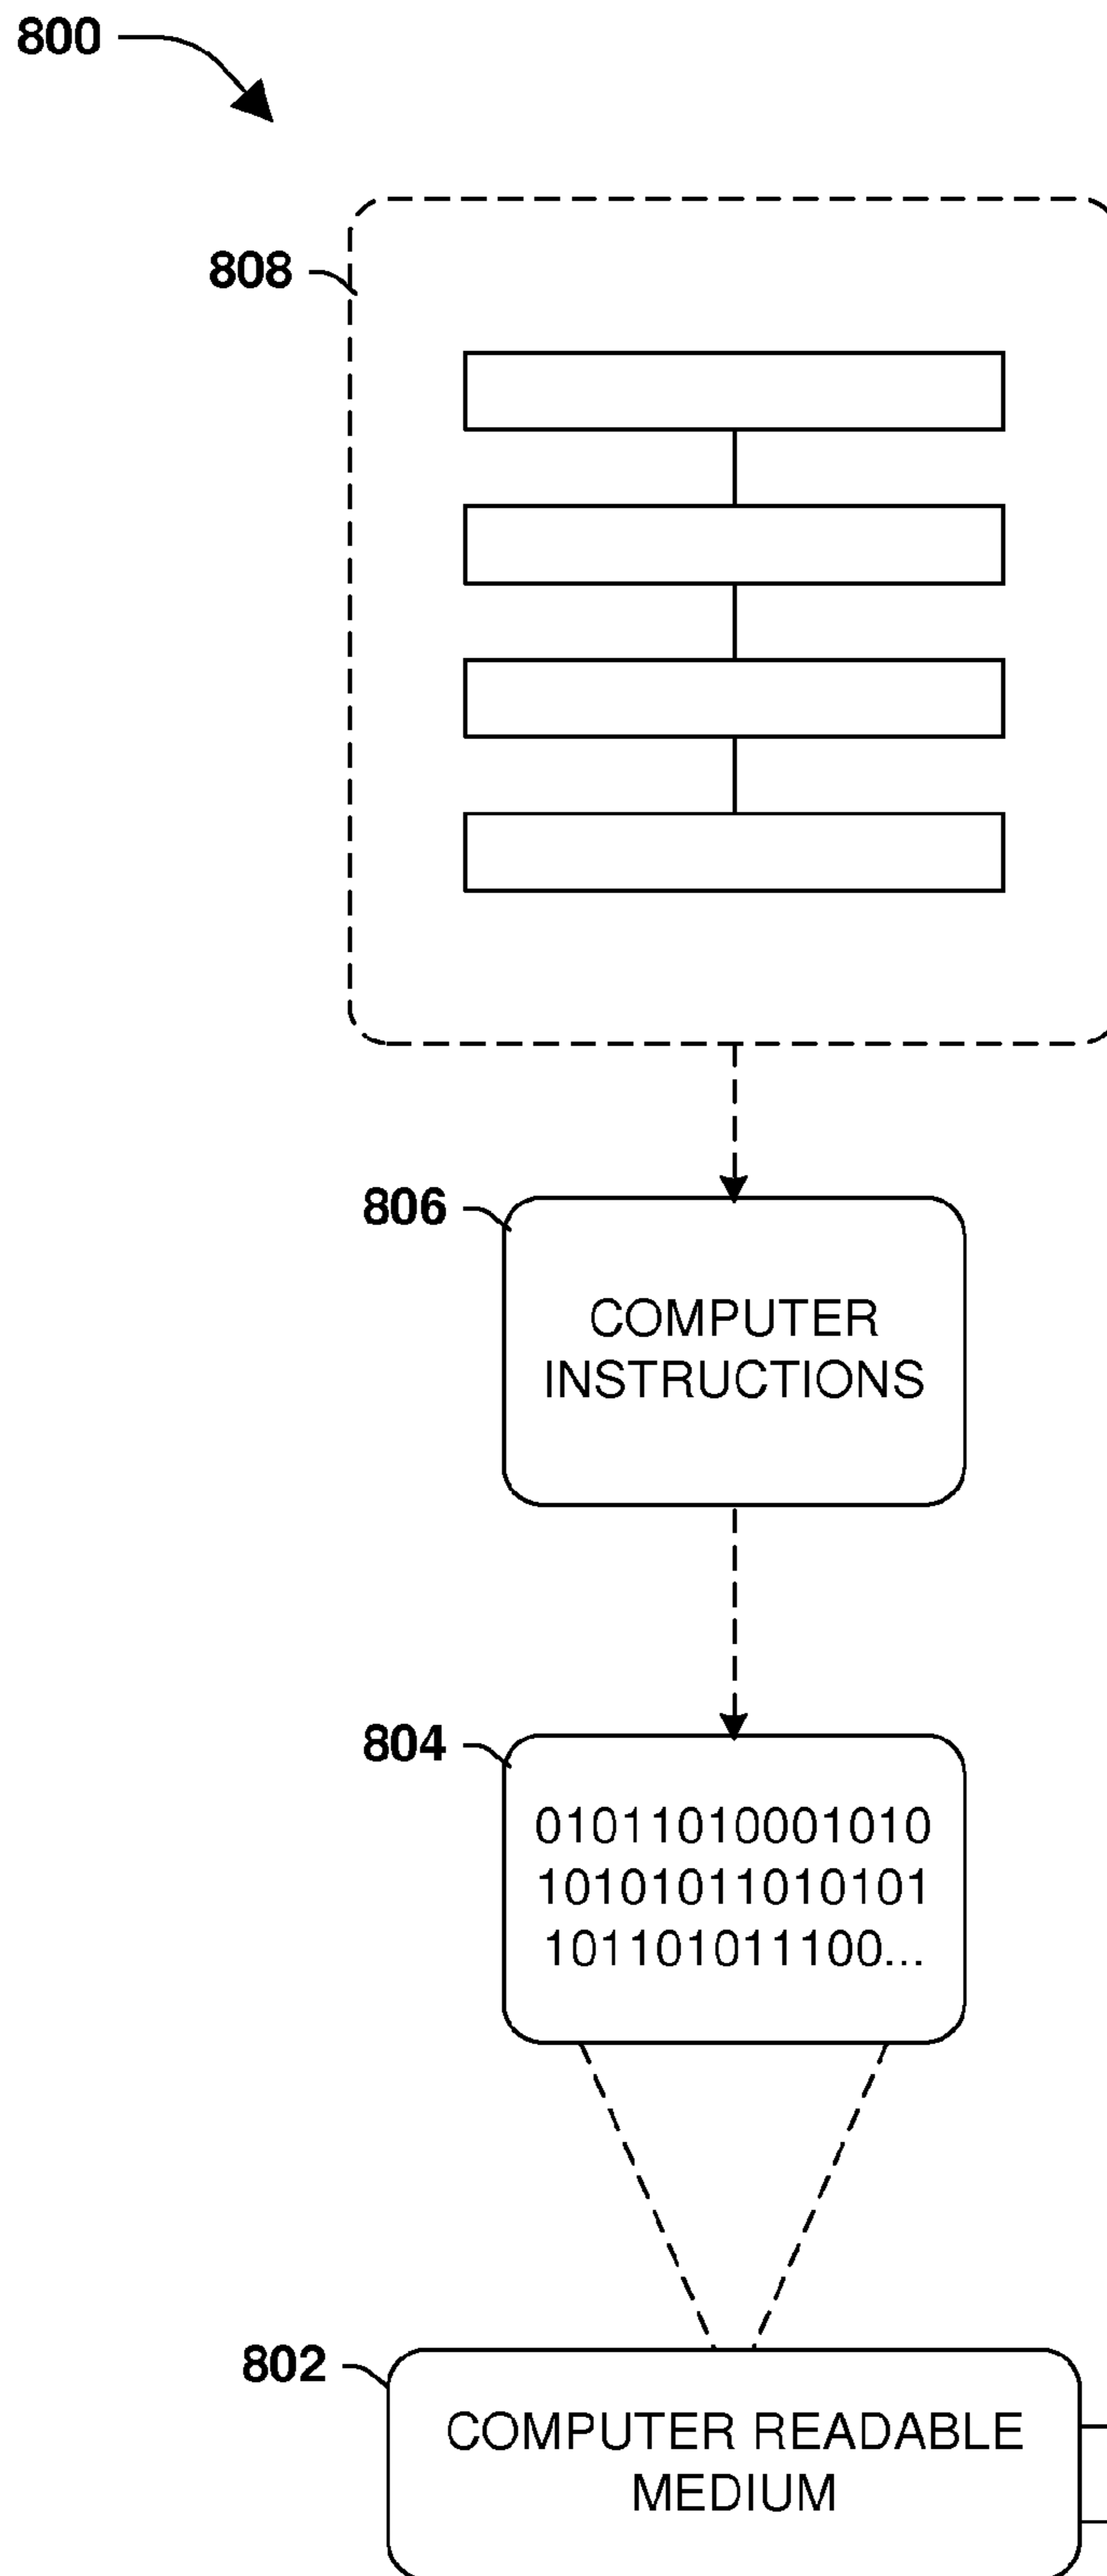 800
808
806
COMPUTER
INSTRUCTIONS
804
01011010001010
10101011010101
101101011100...
802
COMPUTER READABLE
MEDIUM